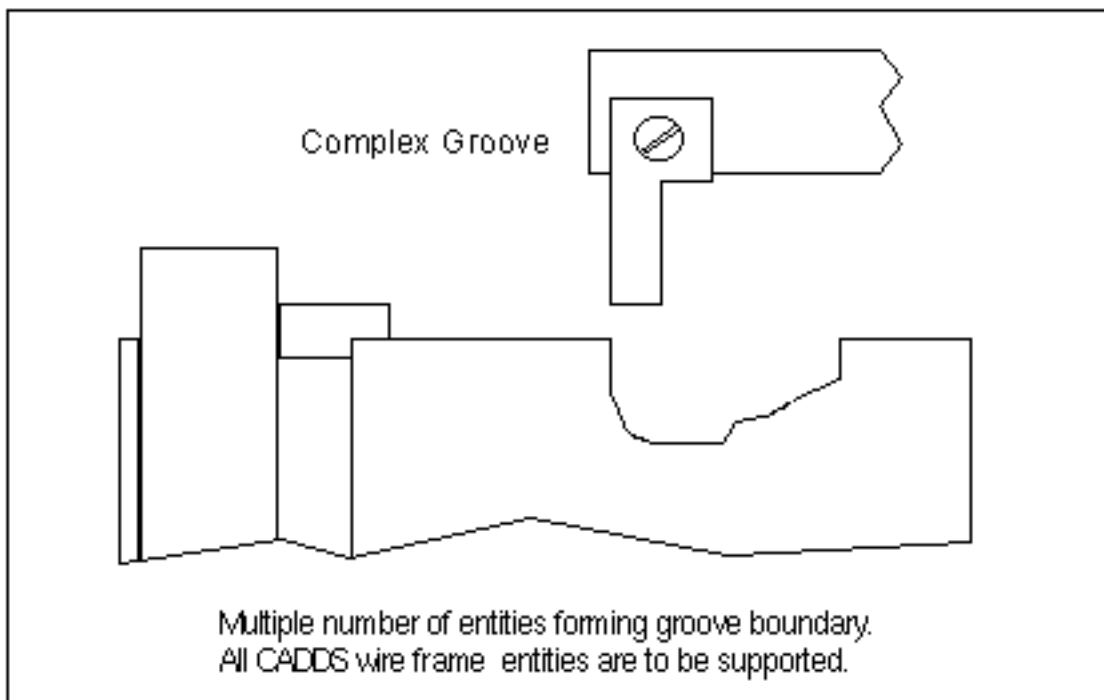 Complex Groove
Multiple number of entities forming groove boundary.
All CADDS wire frame entities are to be supported.